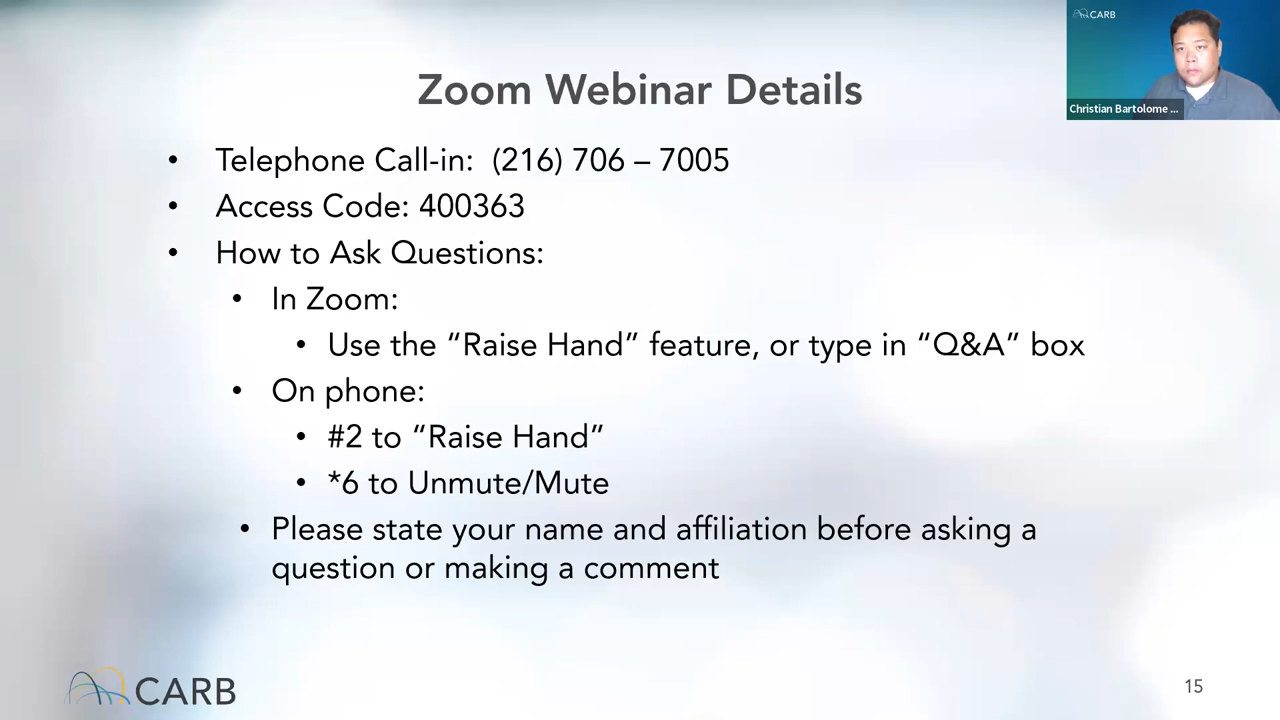 CARB
Christian Bartolome ...
Zoom Webinar Details
• Telephone Call-in: (216) 706 – 7005
• Access Code: 400363
• How to Ask Questions:
• In Zoom:
• Use the “Raise Hand” feature, or type in “Q&A” box
• On phone:
• #2 to “Raise Hand”
• *6 to Unmute/Mute
• Please state your name and affiliation before asking a
question or making a comment
CARB
15